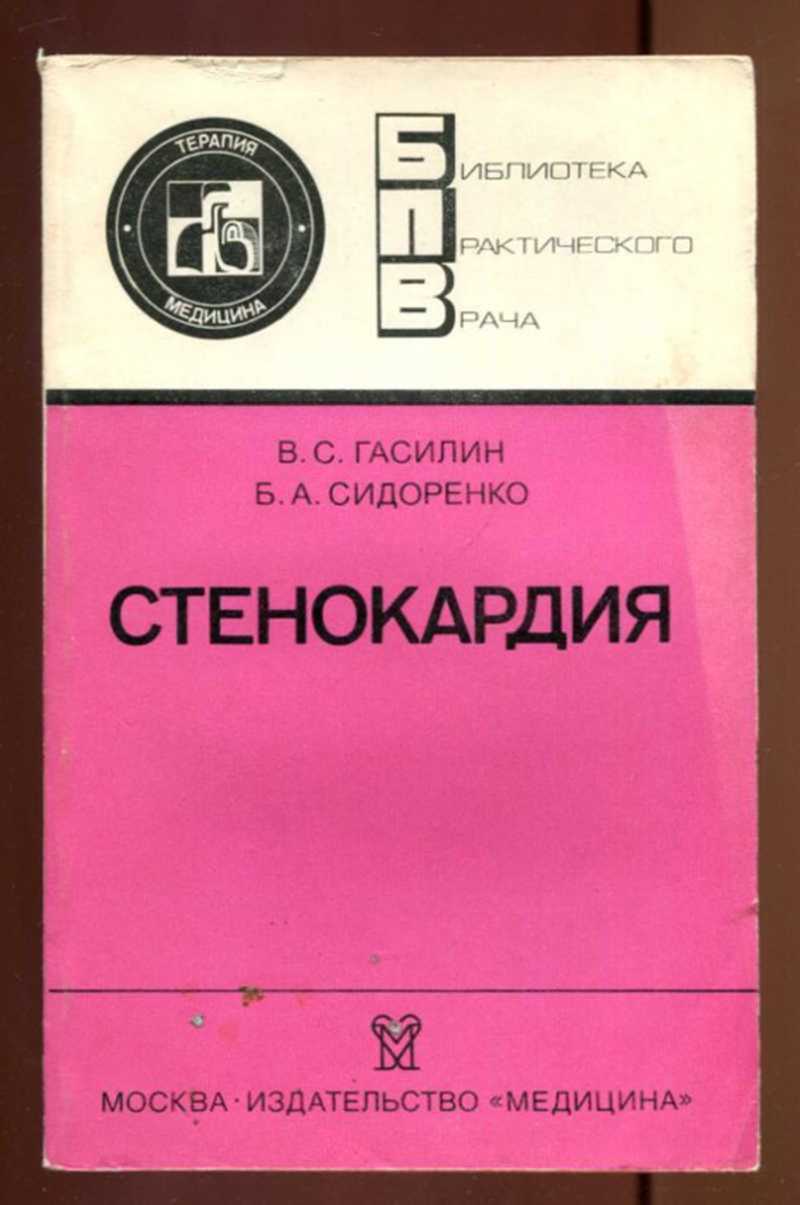 ТЕРАПИЯ
МЕДИЦИНА
БИБЛИОТЕКА
ПРАКТИЧЕСКОГО
ВРАЧА
В. С. ГАСИЛИН
Б. А. СИДОРЕНКО
СТЕНОКАРДИЯ
МОСКВА · ИЗДАТЕЛЬСТВО «МЕДИЦИНА»